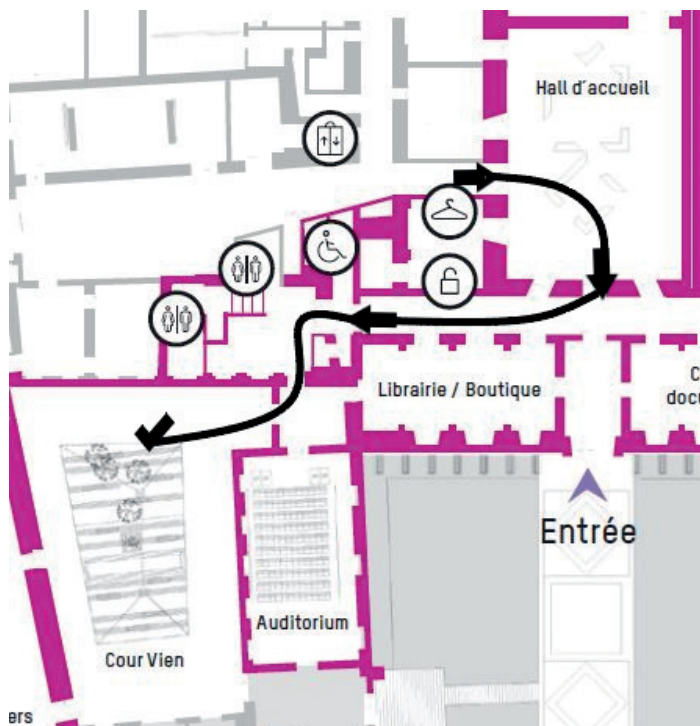 Hall d'accueil
Librairie / Boutique
C
docu
Entrée
Auditorium
Cour Vien
ers